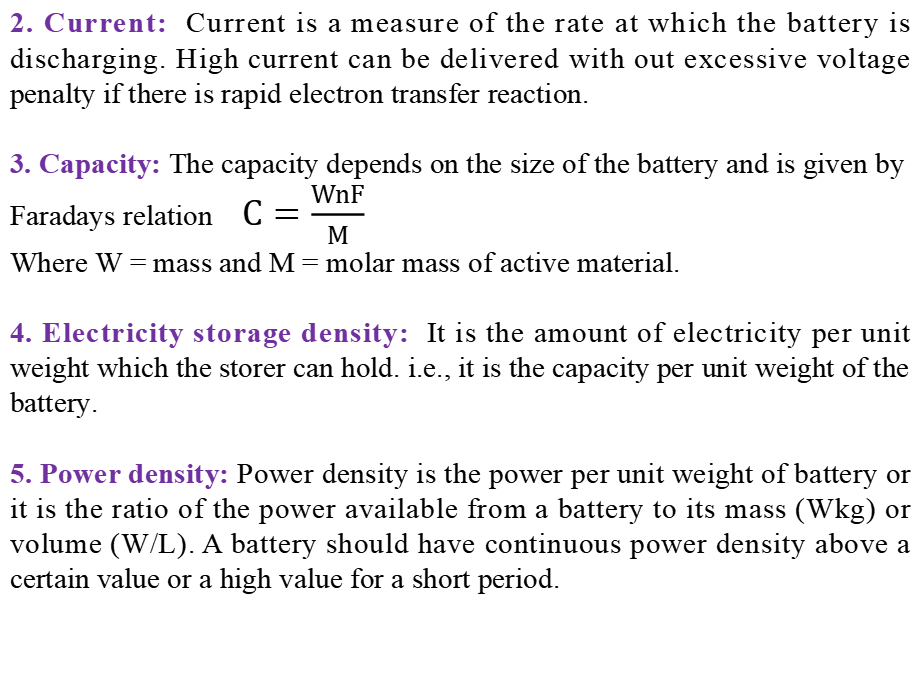 2. Current: Current is a measure of the rate at which the battery is
discharging. High current can be delivered with out excessive voltage
penalty if there is rapid electron transfer reaction.
3. Capacity: The capacity depends on the size of the battery and is given by
Faradays relation C = WnF/M
Where W = mass and M = molar mass of active material.
4. Electricity storage density: It is the amount of electricity per unit
weight which the storer can hold. i.e., it is the capacity per unit weight of the
battery.
5. Power density: Power density is the power per unit weight of battery or
it is the ratio of the power available from a battery to its mass (Wkg) or
volume (W/L). A battery should have continuous power density above a
certain value or a high value for a short period.